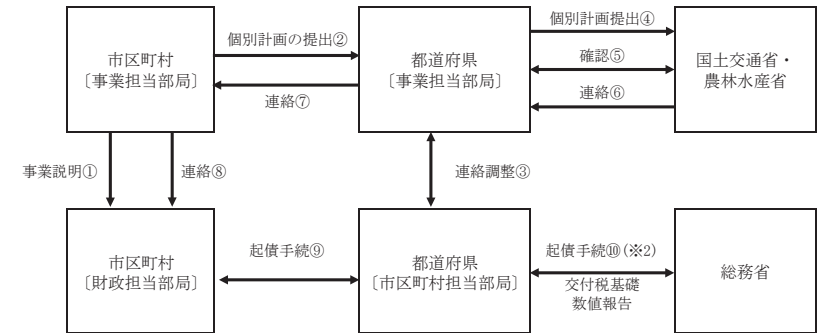 市区町村
〔事業担当部局〕
個別計画の提出②
連絡⑦
都道府県
〔事業担当部局〕
個別計画提出④
確認⑤
連絡⑥
国土交通省・
農林水産省
事業説明①
連絡⑧
連絡調整③
市区町村
〔財政担当部局〕
起債手続⑨
都道府県
〔市区町村担当部局〕
起債手続⑩(※2)
交付税基礎
数値報告
総務省